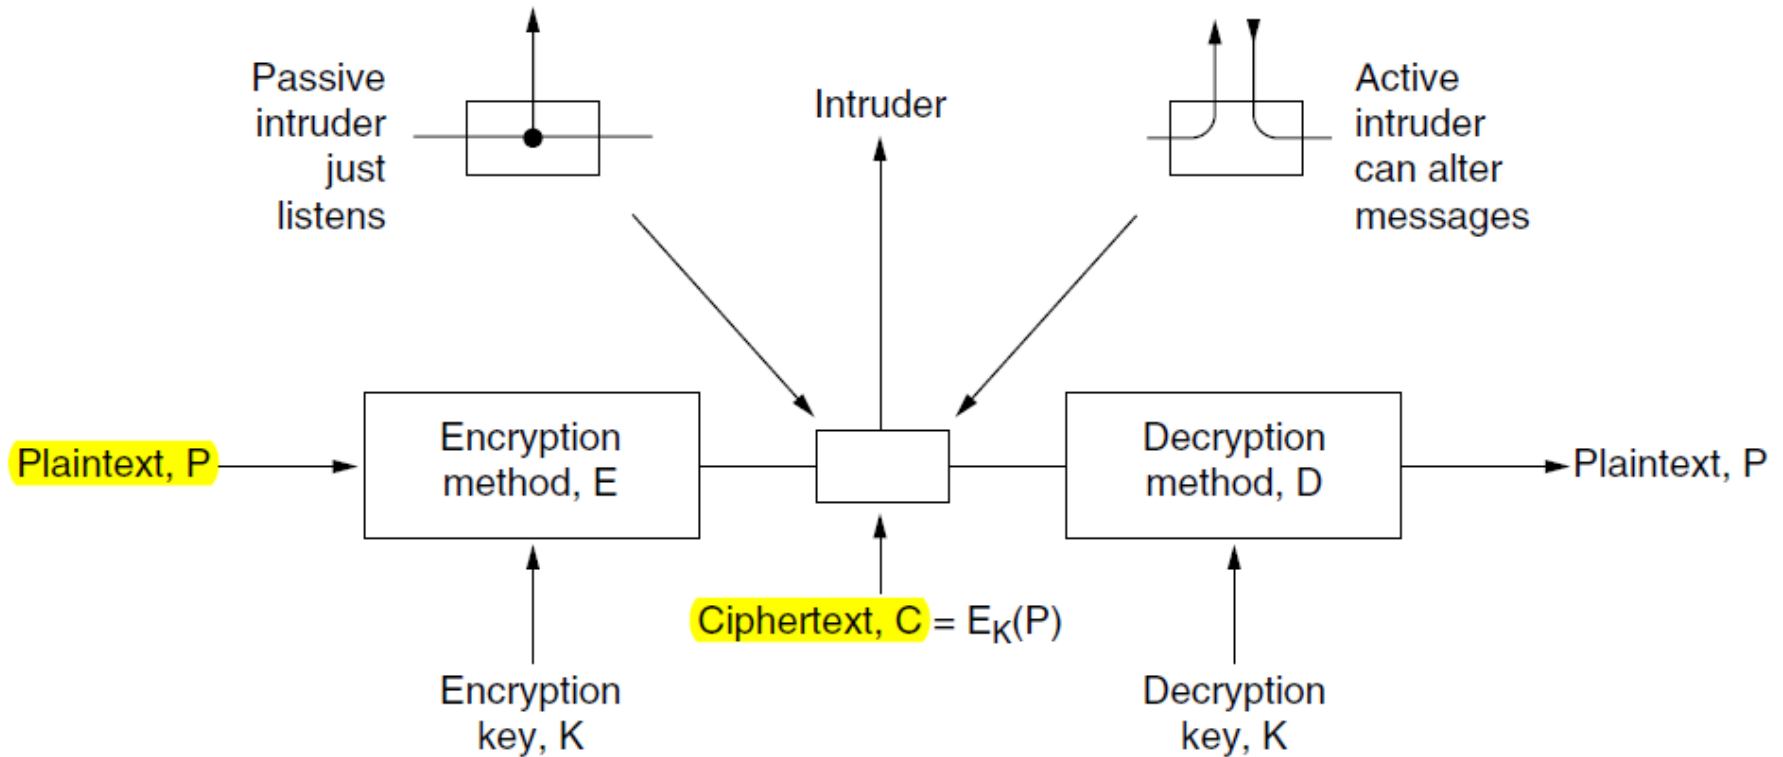 Passive
intruder
just
listens
Intruder
Active
intruder
can alter
messages
Plaintext, P
Encryption
method, E
Decryption
method, D
Plaintext, P
Ciphertext, C = EK(P)
Encryption
key, K
Decryption
key, K